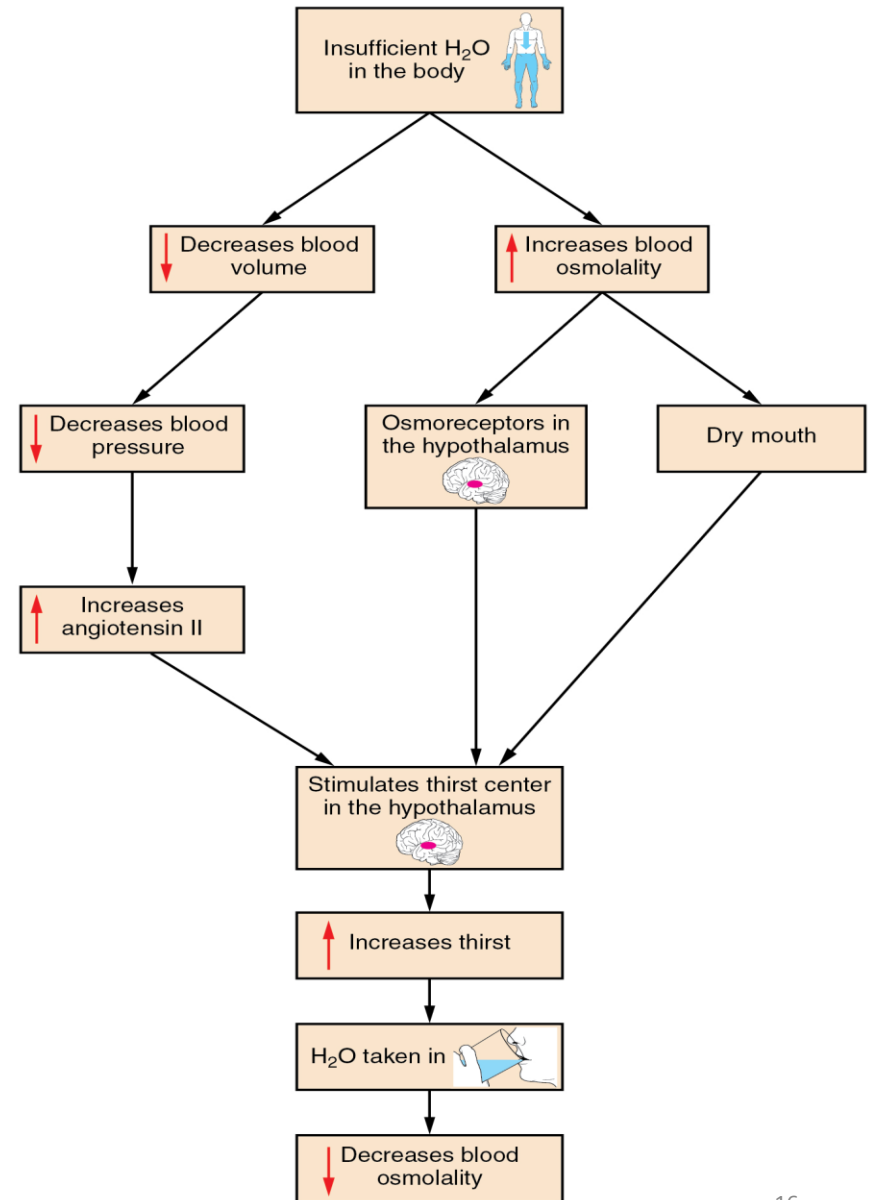 Insufficient H₂O
in the body
Decreases blood
volume
Increases blood
osmolality
Decreases blood
pressure
Osmoreceptors in
the hypothalamus
Dry mouth
Increases
angiotensin II
Stimulates thirst center
in the hypothalamus
Increases thirst
H₂O taken in
Decreases blood
osmolality